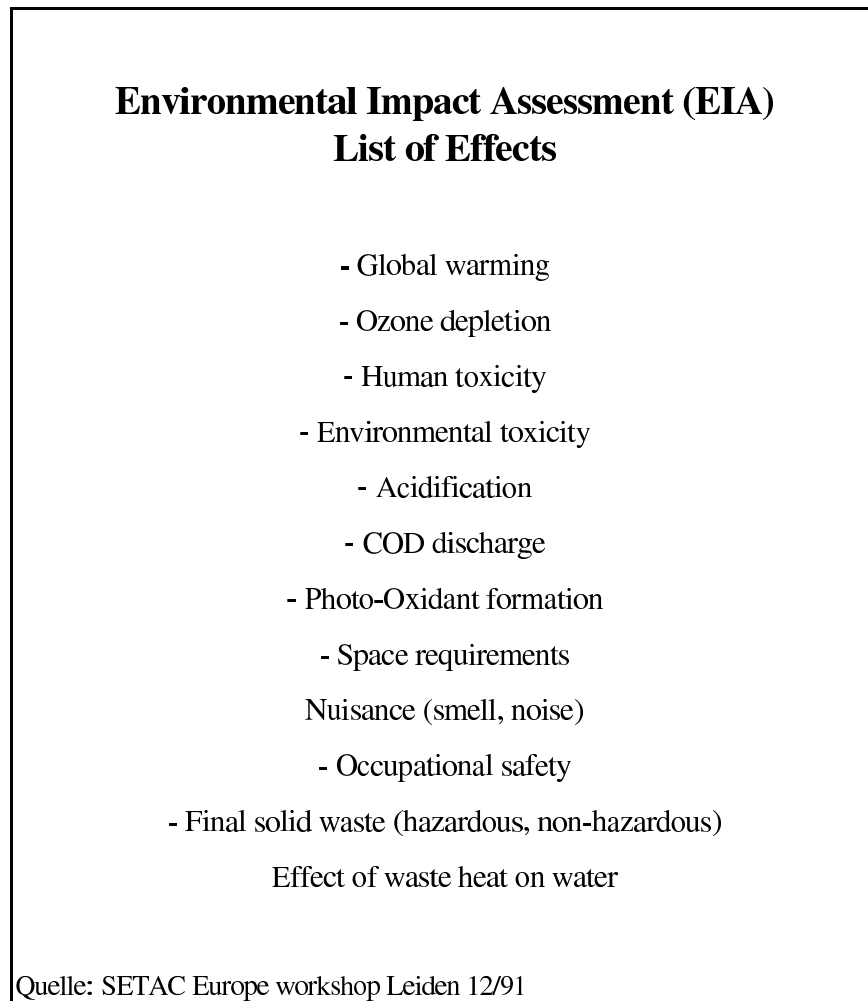 Environmental Impact Assessment (EIA)
List of Effects
- Global warming
- Ozone depletion
- Human toxicity
- Environmental toxicity
- Acidification
- COD discharge
- Photo-Oxidant formation
- Space requirements
Nuisance (smell, noise)
- Occupational safety
- Final solid waste (hazardous, non-hazardous)
Effect of waste heat on water
Quelle: SETAC Europe workshop Leiden 12/91